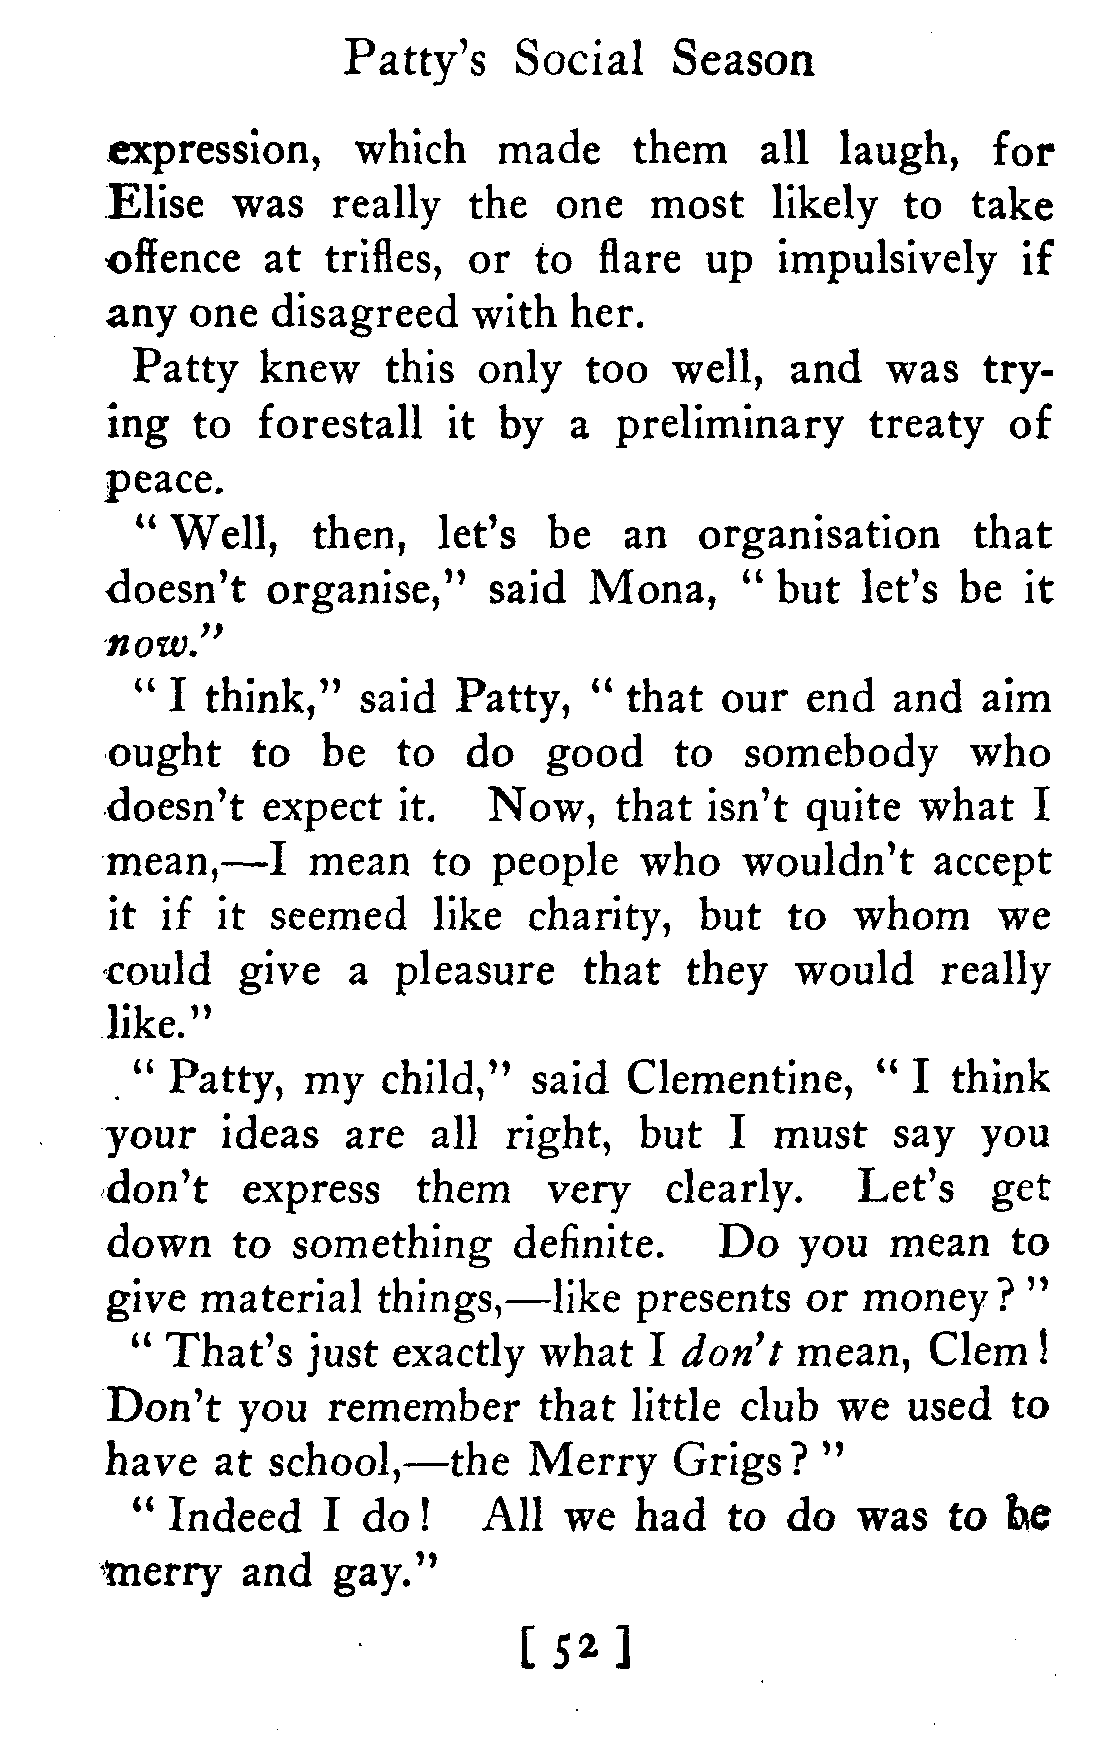 Patty's Social Season
expression, which made them all laugh, for
Elise was really the one most likely to take
offence at trifles, or to flare up impulsively if
any one disagreed with her.
Patty knew this only too well, and was try-
ing to forestall it by a preliminary treaty of
peace.
" Well, then, let's be an organisation that
doesn't organise," said Mona, " but let's be it
now."
" I think," said Patty, " that our end and aim
ought to be to do good to somebody who
doesn't expect it. Now, that isn't quite what I
mean,—I mean to people who wouldn't accept
it if it seemed like charity, but to whom we
could give a pleasure that they would really
like."
" Patty, my child," said Clementine, " I think
your ideas are all right, but I must say you
don't express them very clearly. Let's get
down to something definite. Do you mean to
give material things,—like presents or money? "
" That's just exactly what I don't mean, Clem!
Don't you remember that little club we used to
have at school,—the Merry Grigs? "
" Indeed I do! All we had to do was to be
merry and gay."
[ 52 ]